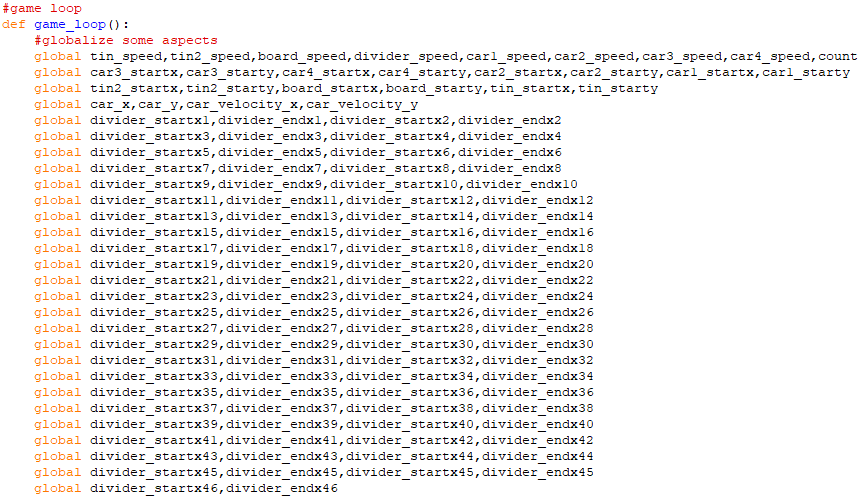 #game loop
def game_loop():
    #globalize some aspects
    global tin_speed,tin2_speed,board_speed,divider_speed,car1_speed,car2_speed,car3_speed,car4_speed,count
    global car3_startx,car3_starty,car4_startx,car4_starty,car2_startx,car2_starty,car1_startx,car1_starty
    global tin2_startx,tin2_starty,board_startx,board_starty,tin_startx,tin_starty
    global car_x,car_y,car_velocity_x,car_velocity_y
    global divider_startx1,divider_endx1,divider_startx2,divider_endx2
    global divider_startx3,divider_endx3,divider_startx4,divider_endx4
    global divider_startx5,divider_endx5,divider_startx6,divider_endx6
    global divider_startx7,divider_endx7,divider_startx8,divider_endx8
    global divider_startx9,divider_endx9,divider_startx10,divider_endx10
    global divider_startx11,divider_endx11,divider_startx12,divider_endx12
    global divider_startx13,divider_endx13,divider_startx14,divider_endx14
    global divider_startx15,divider_endx15,divider_startx16,divider_endx16
    global divider_startx17,divider_endx17,divider_startx18,divider_endx18
    global divider_startx19,divider_endx19,divider_startx20,divider_endx20
    global divider_startx21,divider_endx21,divider_startx22,divider_endx22
    global divider_startx23,divider_endx23,divider_startx24,divider_endx24
    global divider_startx25,divider_endx25,divider_startx26,divider_endx26
    global divider_startx27,divider_endx27,divider_startx28,divider_endx28
    global divider_startx29,divider_endx29,divider_startx30,divider_endx30
    global divider_startx31,divider_endx31,divider_startx32,divider_endx32
    global divider_startx33,divider_endx33,divider_startx34,divider_endx34
    global divider_startx35,divider_endx35,divider_startx36,divider_endx36
    global divider_startx37,divider_endx37,divider_startx38,divider_endx38
    global divider_startx39,divider_endx39,divider_startx40,divider_endx40
    global divider_startx41,divider_endx41,divider_startx42,divider_endx42
    global divider_startx43,divider_endx43,divider_startx44,divider_endx44
    global divider_startx45,divider_endx45,divider_startx45,divider_endx45
    global divider_startx46,divider_endx46